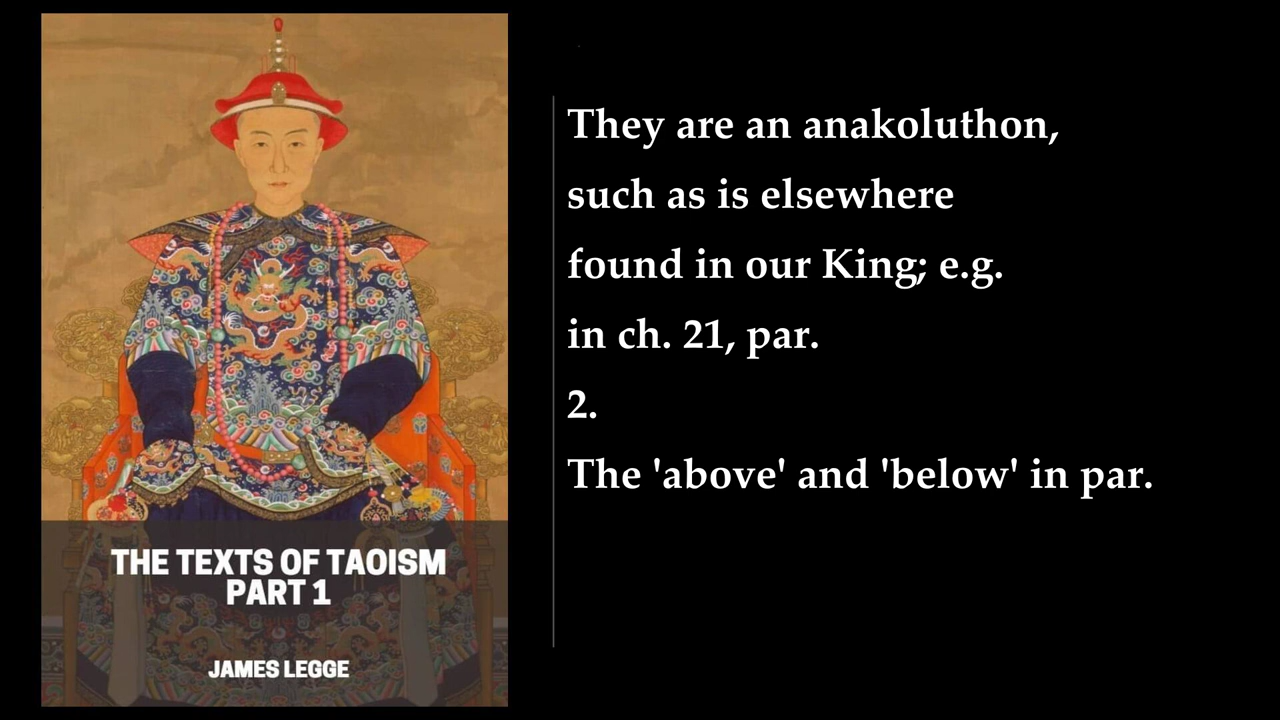 THE TEXTS OF TAOISM
PART 1
JAMES LEGGE
They are an anakoluthon,
such as is elsewhere
found in our King; e.g.
in ch. 21, par.
2.
The 'above' and 'below' in par.